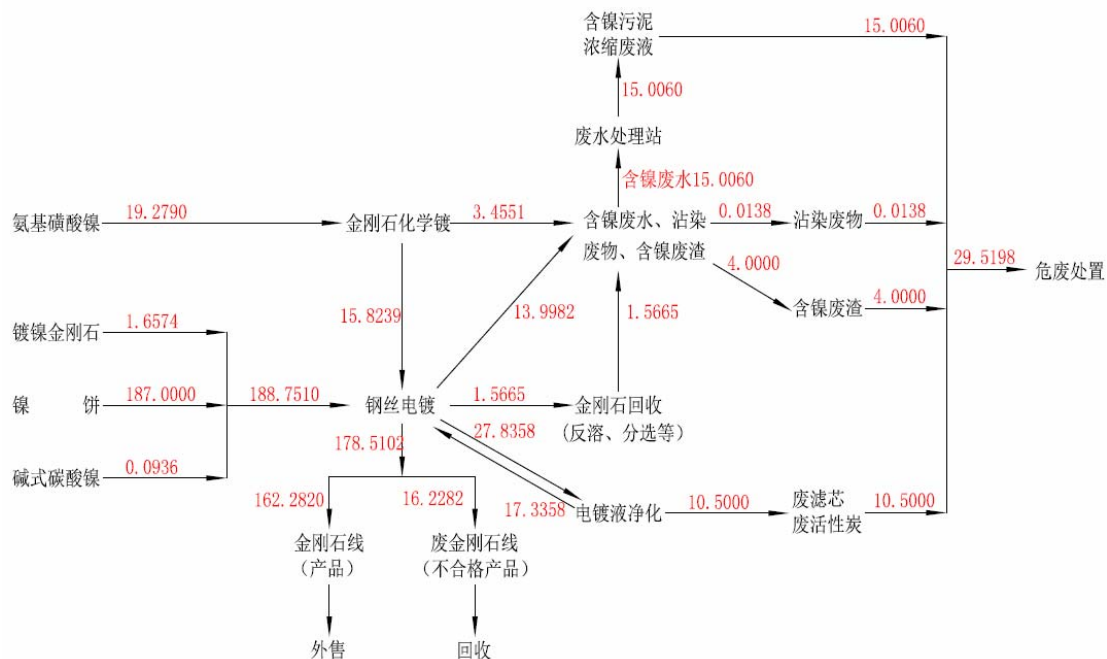 含镍污泥
浓缩废液
15.0060
15.0060
废水处理站
含镍废水15.0060
氨基磺酸镍
19.2790
金刚石化学镀
3.4551
含镍废水、沾染
废物、含镍废渣
0.0138
沾染废物
0.0138
29.5198
危废处置
4.0000
含镍废渣
4.0000
15.8239
13.9982
1.5665
镀镍金刚石
1.6574
镍 饼
187.0000
188.7510
钢丝电镀
1.5665
金刚石回收
(反溶、分选等)
碱式碳酸镍
0.0936
178.5102
27.8358
17.3358
电镀液净化
10.5000
废滤芯
废活性炭
10.5000
162.2820
16.2282
金刚石线
(产品)
废金刚石线
(不合格产品)
外售
回收